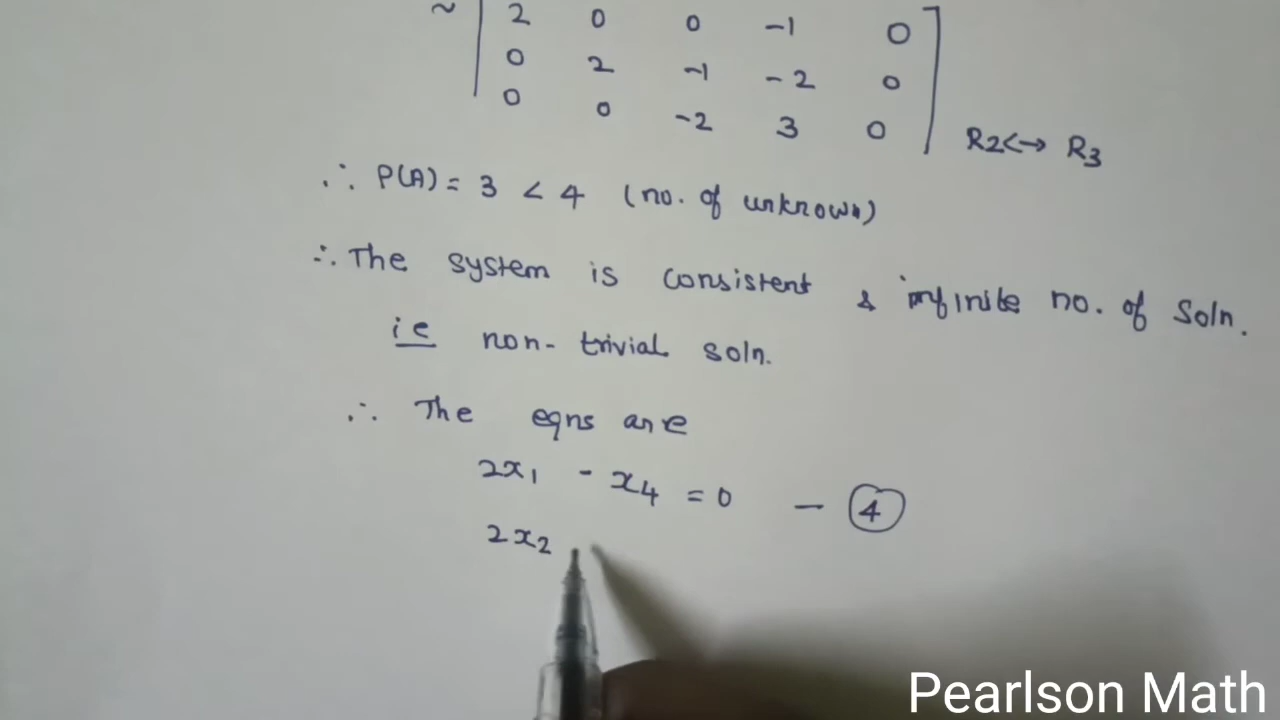 ~ 2 0 0 -1 0
0 2 -1 -2 0
0 0 -2 3 0 R2<-> R3
∴ P(A) = 3 < 4 (no. of unknown)
∴ The system is consistent & infinite no. of soln.
ie non-trivial soln.
∴ The eqns are
2x1 - x4 = 0 — 4
2x2
Pearlson Math